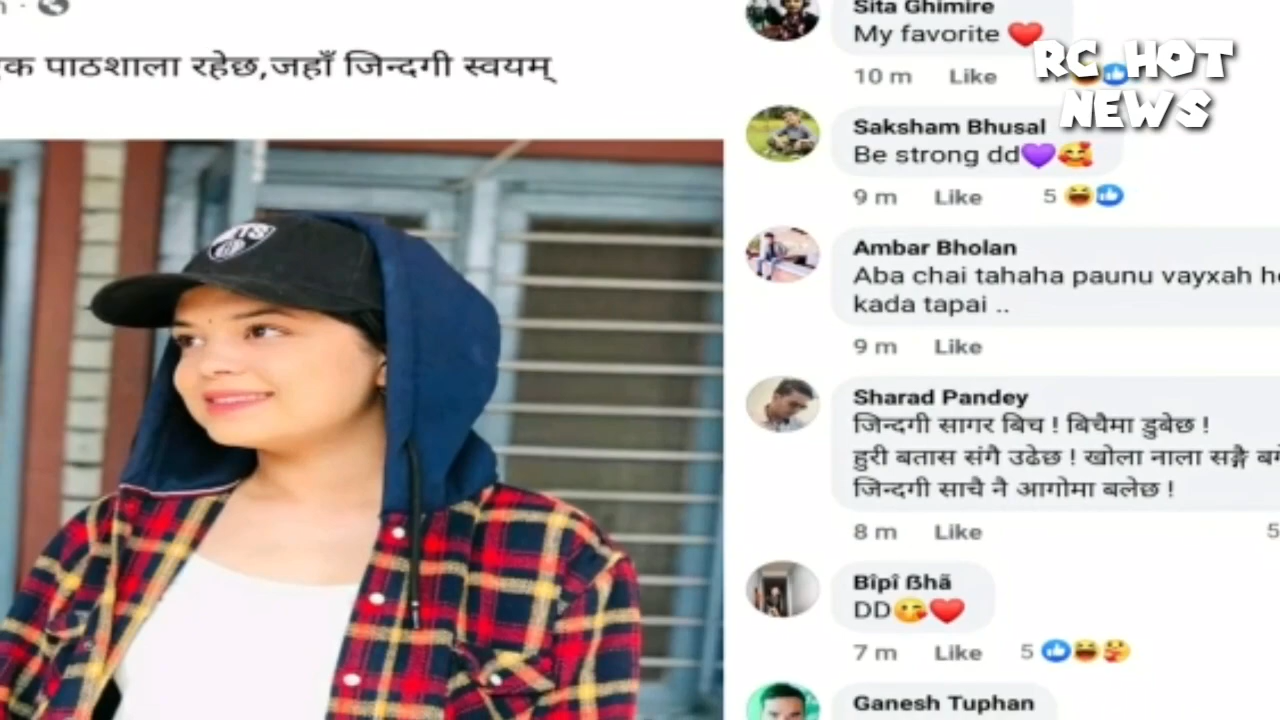 पाठशाला रहेछ,जहाँ जिन्दगी स्वयम्
Sita Ghimire
My favorite ❤️
10 m Like
RC HOT
NEWS
Saksham Bhusal
Be strong dd💜🥰
9 m Like 5
Ambar Bholan
Aba chai tahaha paunu vayxah
kada tapai ..
9 m Like
Sharad Pandey
जिन्दगी सागर बिच ! बिचैमा डुबेछ !
हुरी बतास संगै उढेछ ! खोला नाला सङ्गै
जिन्दगी साचै नै आगोमा बलेछ !
8 m Like 5
Bîpî ẞhã
DD😘❤️
7 m Like 5
Ganesh Tuphan